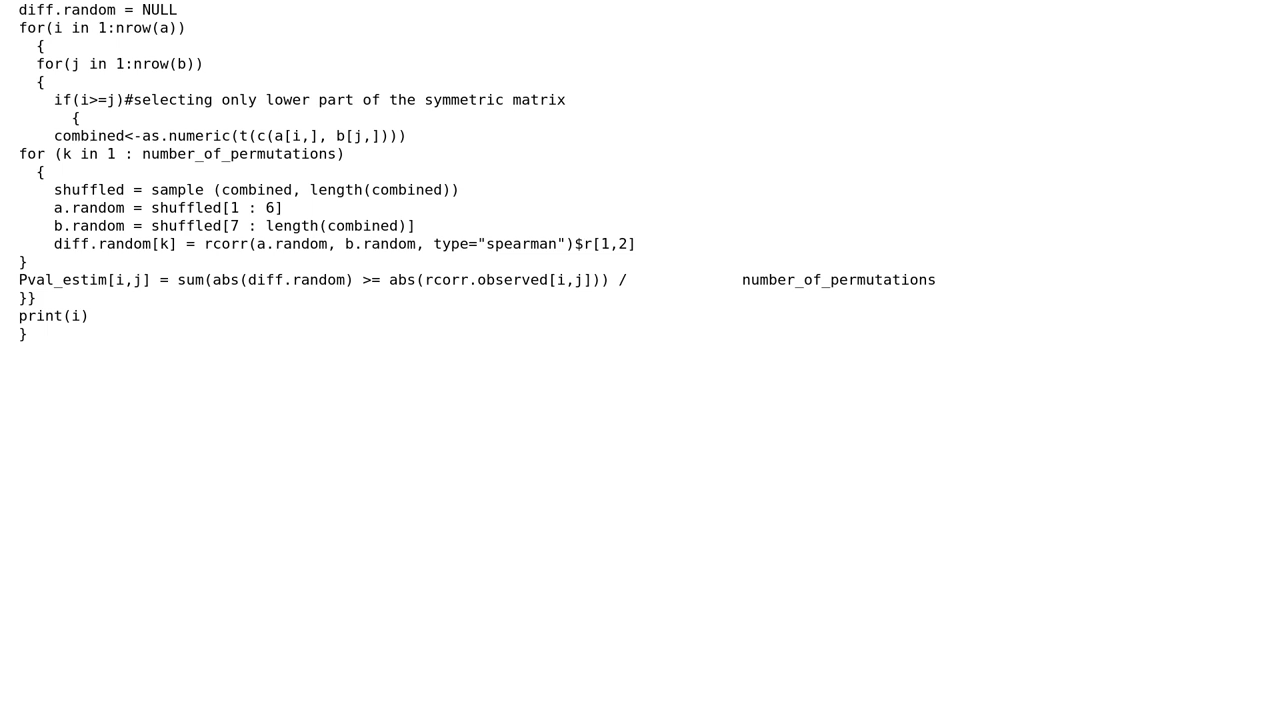 diff.random = NULL
for(i in 1:nrow(a))
  {
  for(j in 1:nrow(b))
  {
    if(i>=j)#selecting only lower part of the symmetric matrix
      {
    combined<-as.numeric(t(c(a[i,], b[j,])))
for (k in 1 : number_of_permutations)
  {
    shuffled = sample (combined, length(combined))
    a.random = shuffled[1 : 6]
    b.random = shuffled[7 : length(combined)]
    diff.random[k] = rcorr(a.random, b.random, type="spearman")$r[1,2]
}
Pval_estim[i,j] = sum(abs(diff.random) >= abs(rcorr.observed[i,j])) /             number_of_permutations
}}
print(i)
}